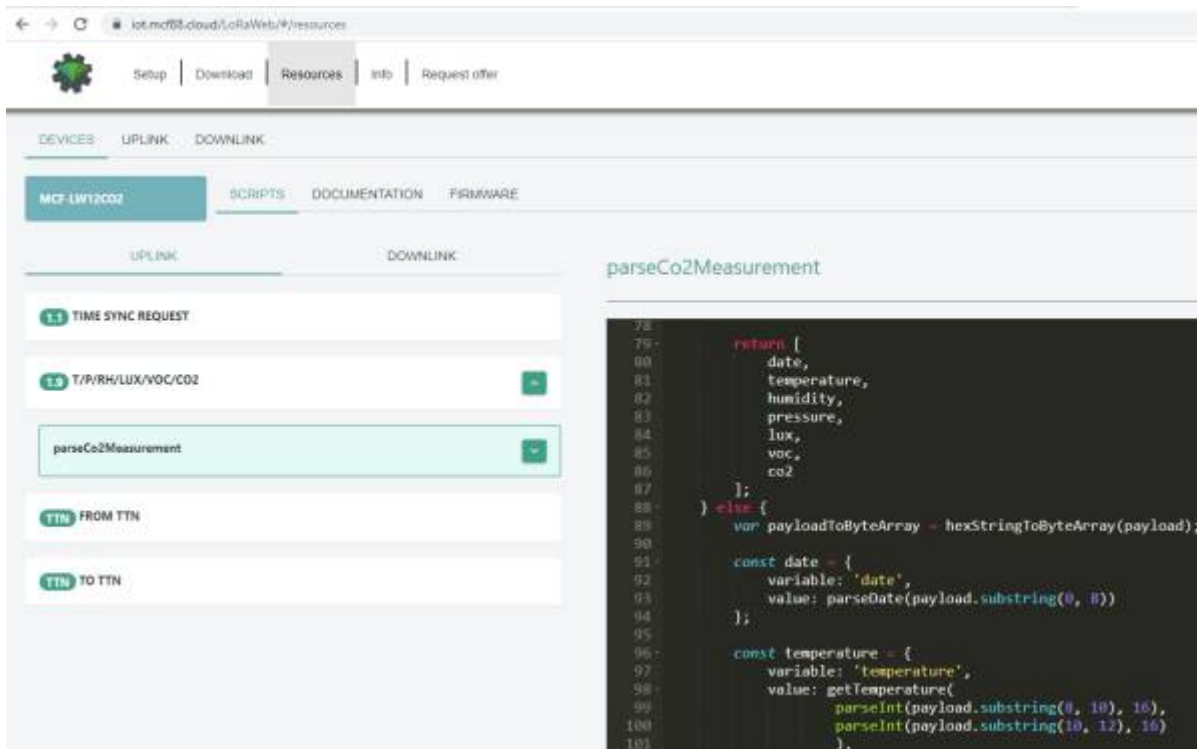 iot.mcf88.cloud/LoRaWeb/#/resources
Setup Download Resources Info Request offer
DEVICES UPLINK DOWNLINK
MCF-LW12CO2 SCRIPTS DOCUMENTATION FIRMWARE
UPLINK DOWNLINK
1.1 TIME SYNC REQUEST
1.9 T/P/RH/LUX/VOC/CO2
parseCo2Measurement
TTN FROM TTN
TTN TO TTN
parseCo2Measurement
78
79 return [
80 date,
81 temperature,
82 humidity,
83 pressure,
84 lux,
85 voc,
86 co2
87 ];
88 } else {
89 var payloadToByteArray = hexStringToByteArray(payload);
90
91 const date = {
92 variable: 'date',
93 value: parseDate(payload.substring(0, 8))
94 };
95
96 const temperature = {
97 variable: 'temperature',
98 value: getTemperature(
99 parseInt(payload.substring(8, 10), 16),
100 parseInt(payload.substring(10, 12), 16)
101 ),